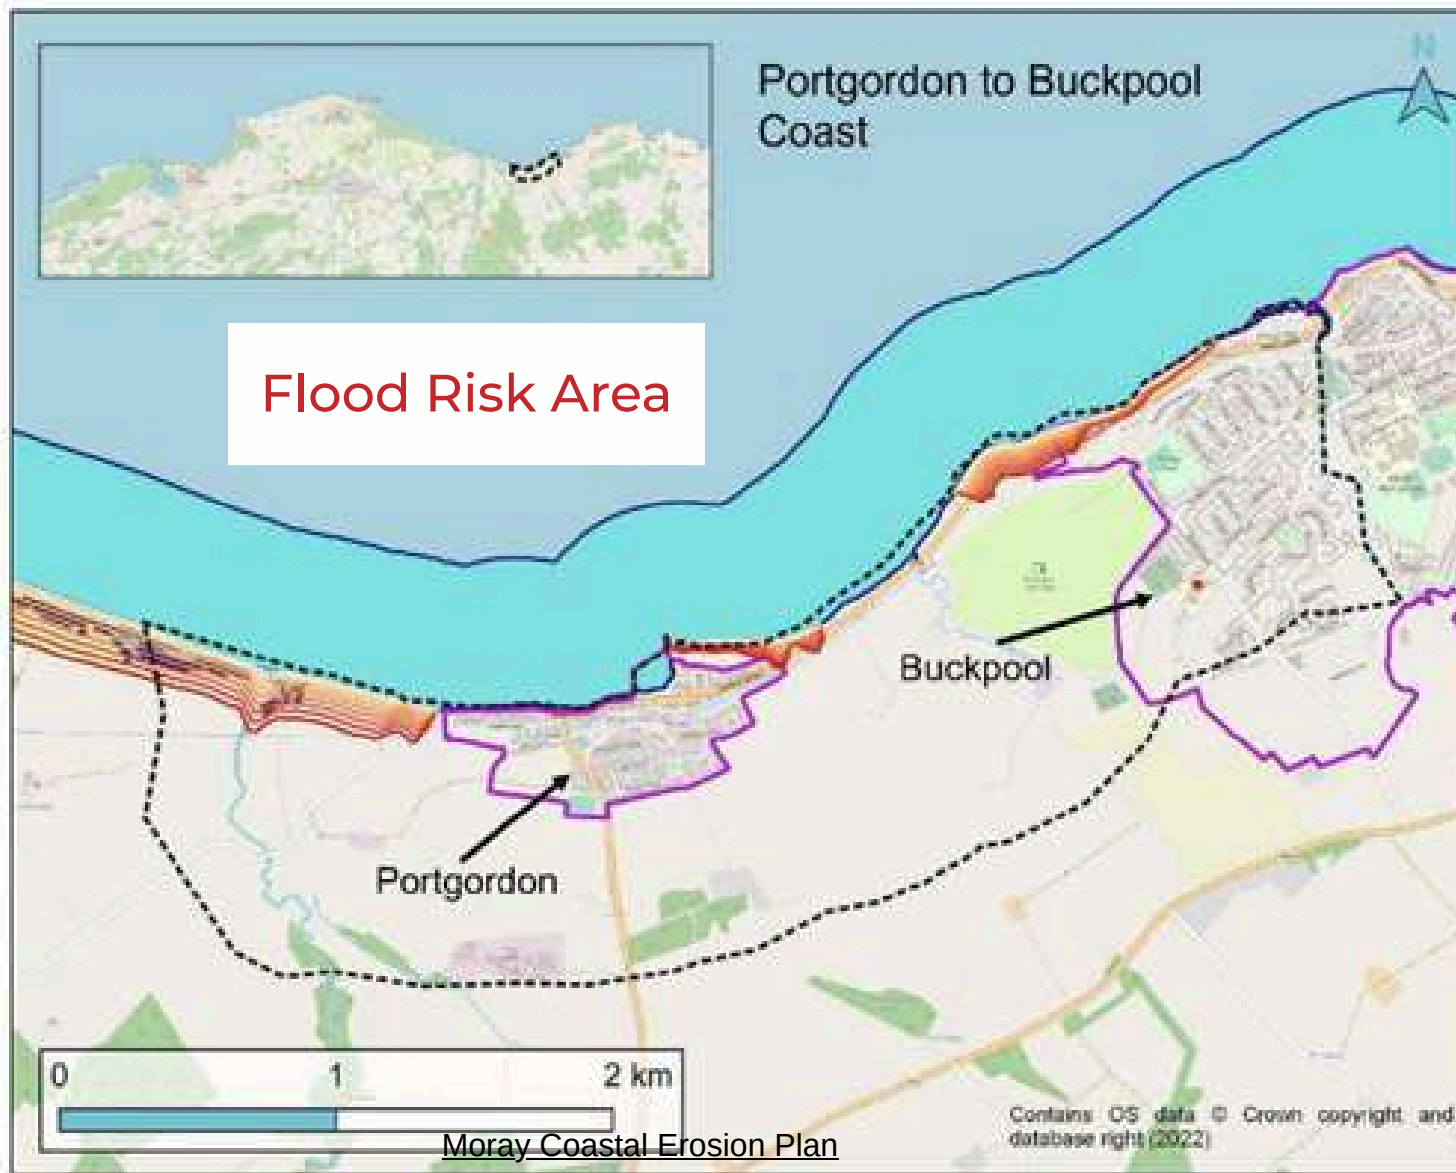 Portgordon to Buckpool
Coast
N
Flood Risk Area
Buckpool
Portgordon
0 1 2 km
Contains OS data © Crown copyright and
database right (2022)
Moray Coastal Erosion Plan